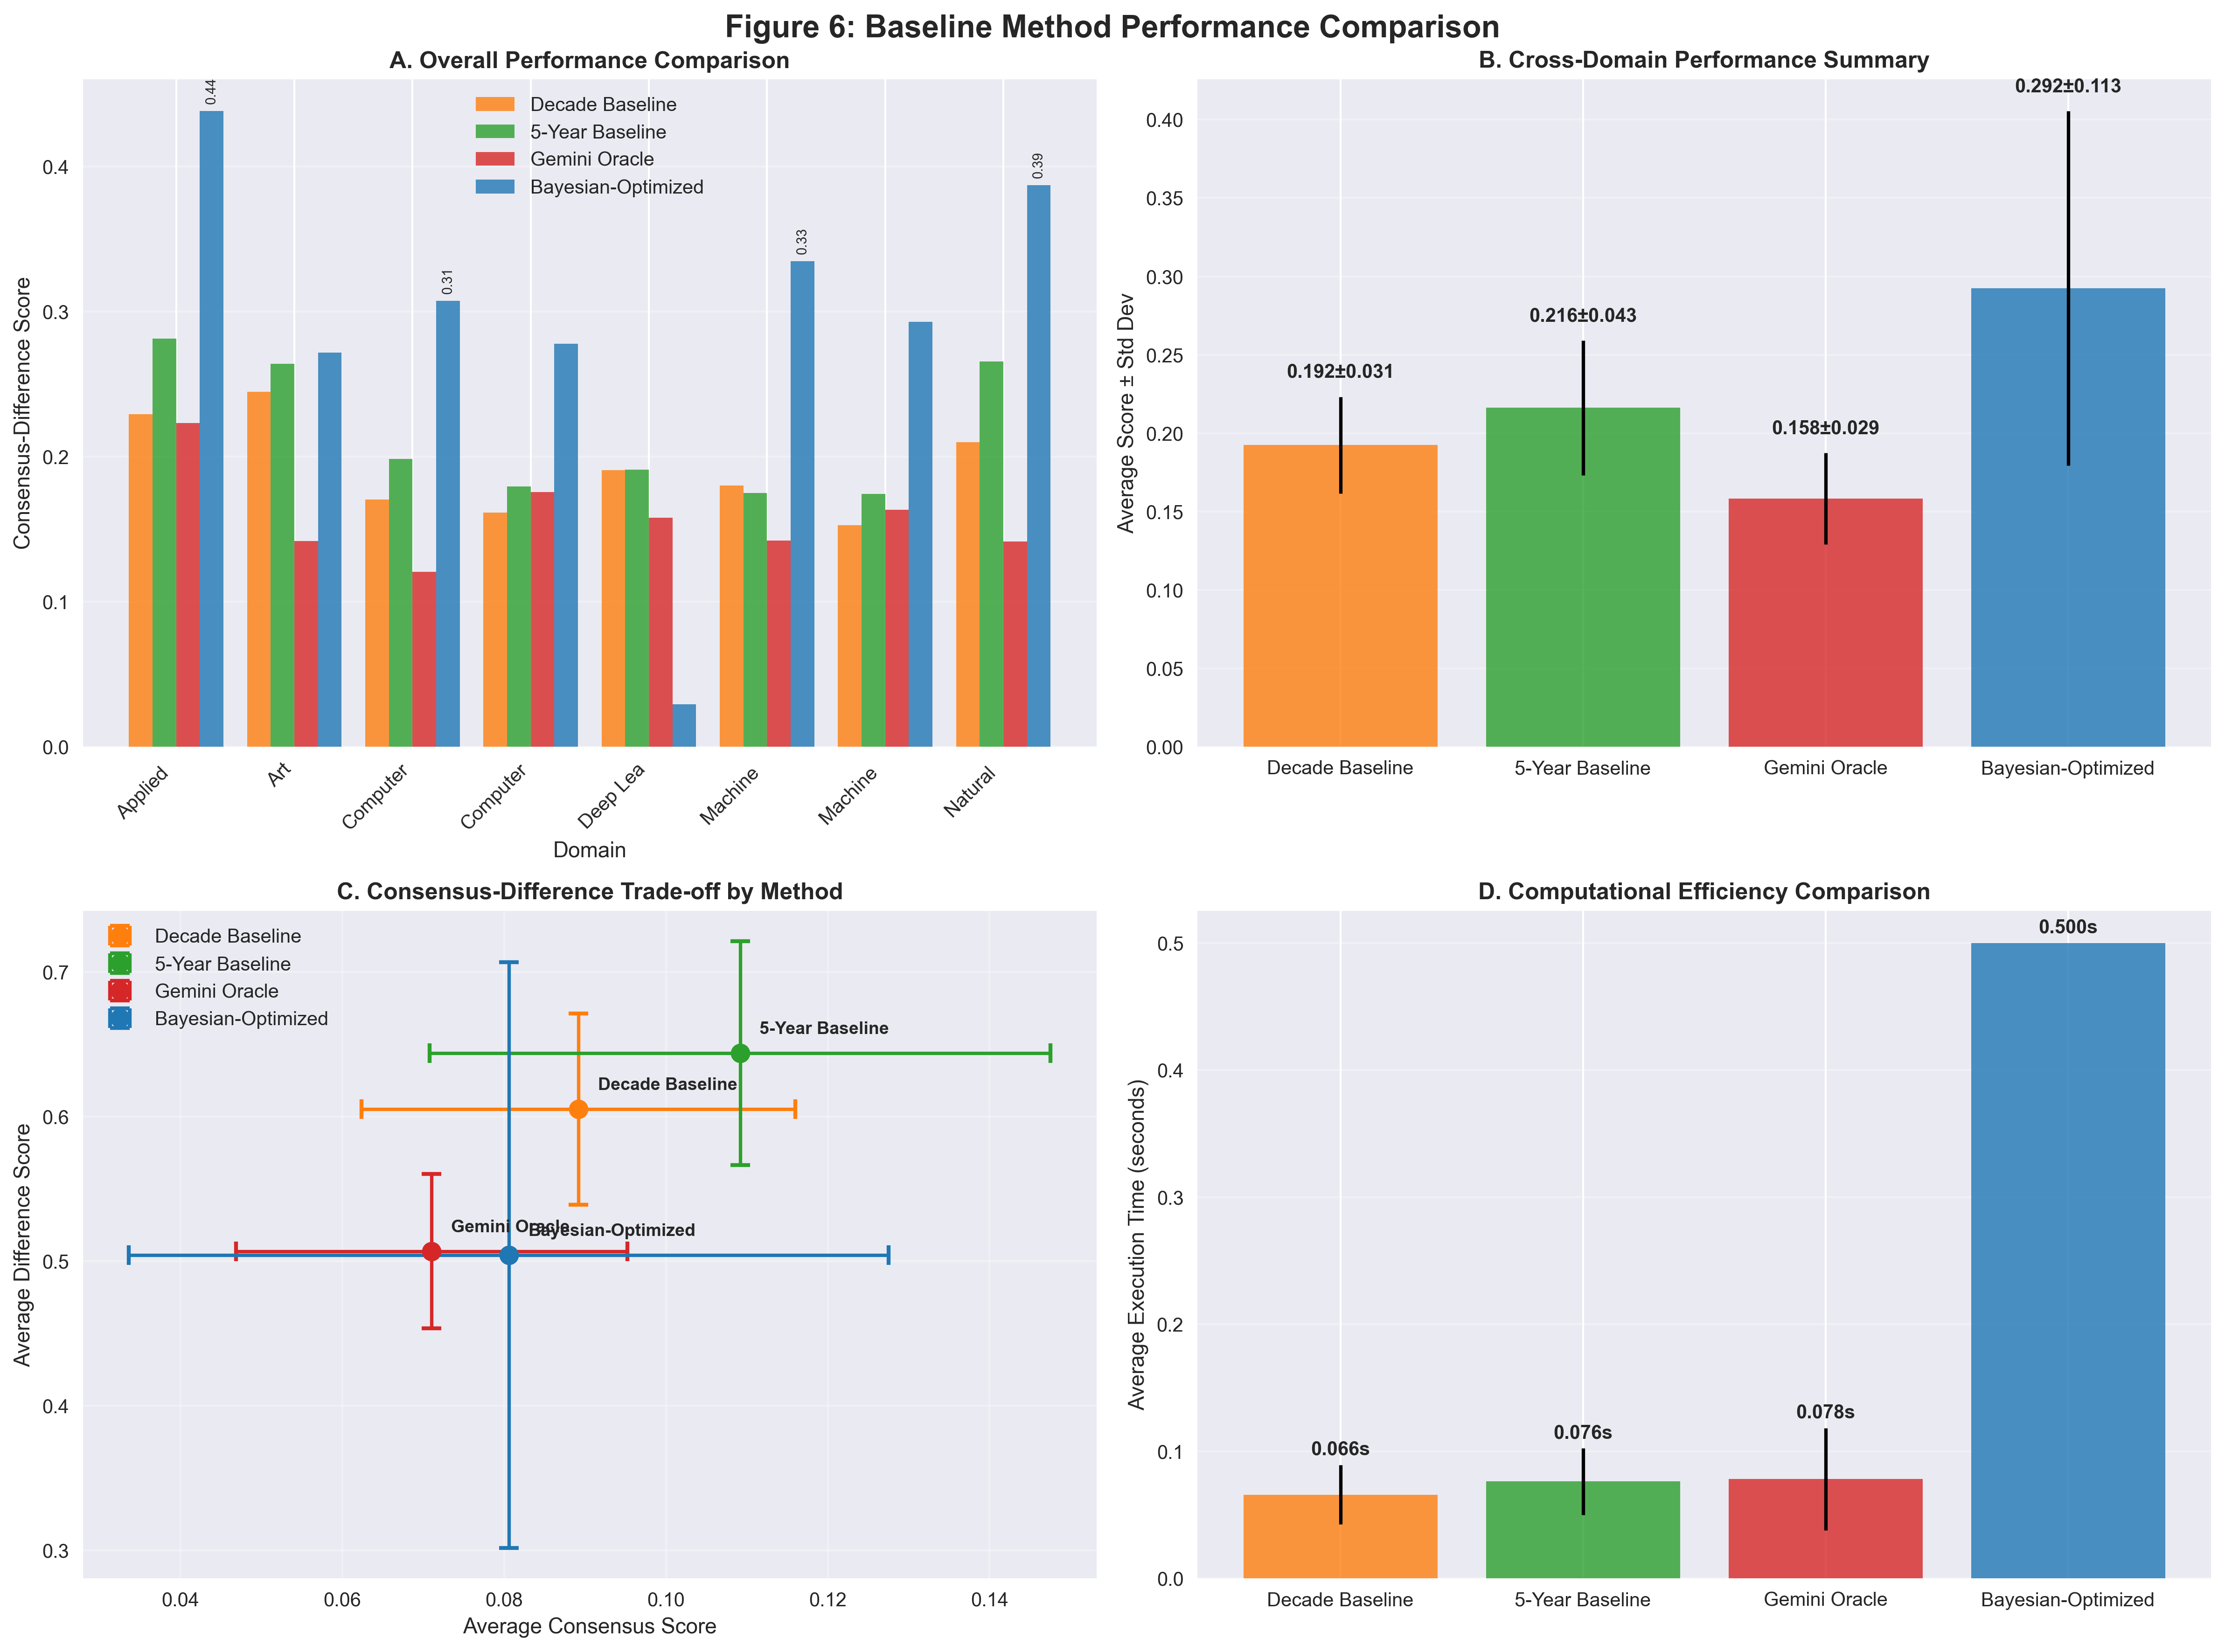 Figure 6: Baseline Method Performance Comparison
A. Overall Performance Comparison
Consensus-Difference Score
0.4
0.3
0.2
0.1
0.0
Decade Baseline
5-Year Baseline
Gemini Oracle
Bayesian-Optimized
0.44
0.31
0.33
0.39
Applied
Art
Computer
Computer
Deep Lea
Machine
Machine
Natural
Domain
B. Cross-Domain Performance Summary
Average Score ± Std Dev
0.40
0.35
0.30
0.25
0.20
0.15
0.10
0.05
0.00
0.192±0.031
0.216±0.043
0.158±0.029
0.292±0.113
Decade Baseline
5-Year Baseline
Gemini Oracle
Bayesian-Optimized
C. Consensus-Difference Trade-off by Method
Average Difference Score
0.7
0.6
0.5
0.4
0.3
Decade Baseline
5-Year Baseline
Gemini Oracle
Bayesian-Optimized
5-Year Baseline
Decade Baseline
Gemini Oracle
Bayesian-Optimized
0.04
0.06
0.08
0.10
0.12
0.14
Average Consensus Score
D. Computational Efficiency Comparison
Average Execution Time (seconds)
0.5
0.4
0.3
0.2
0.1
0.0
0.066s
0.076s
0.078s
0.500s
Decade Baseline
5-Year Baseline
Gemini Oracle
Bayesian-Optimized